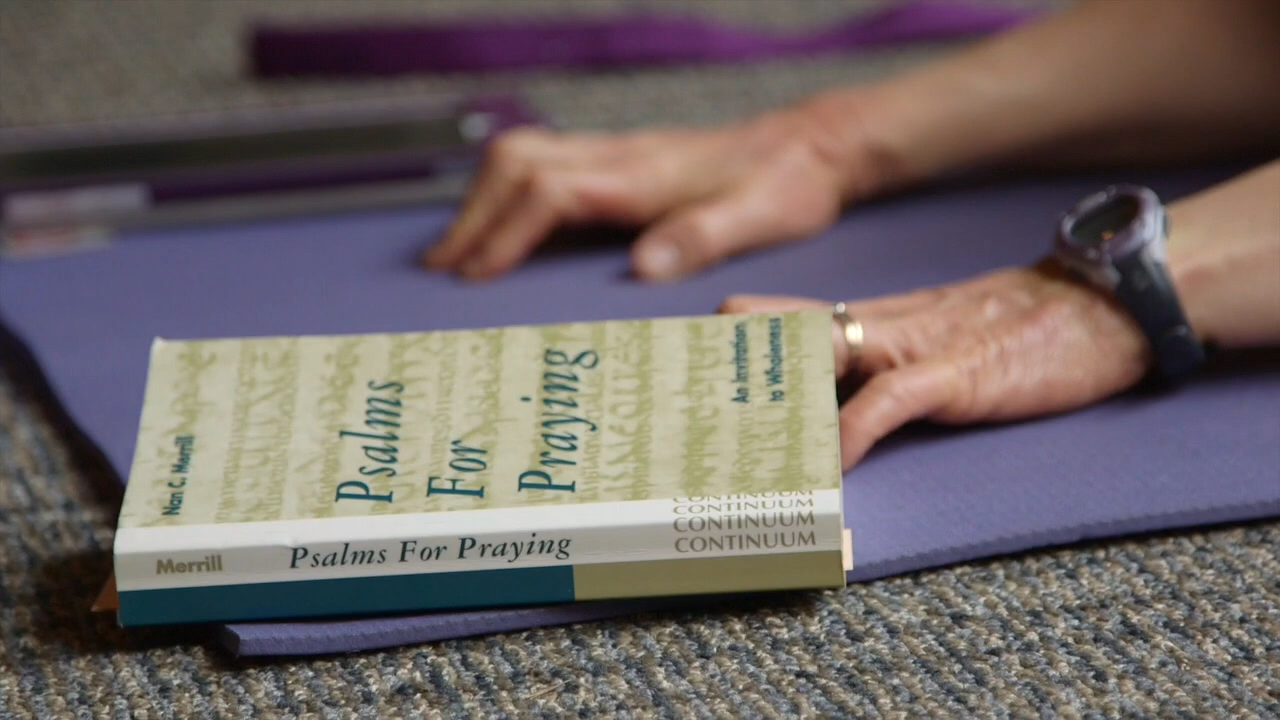 Nan C. Merrill
Psalms
For
Praying
An Invitation
to Wholeness
Merrill
Psalms For Praying
CONTINUUM
CONTINUUM
CONTINUUM
CONTINUUM